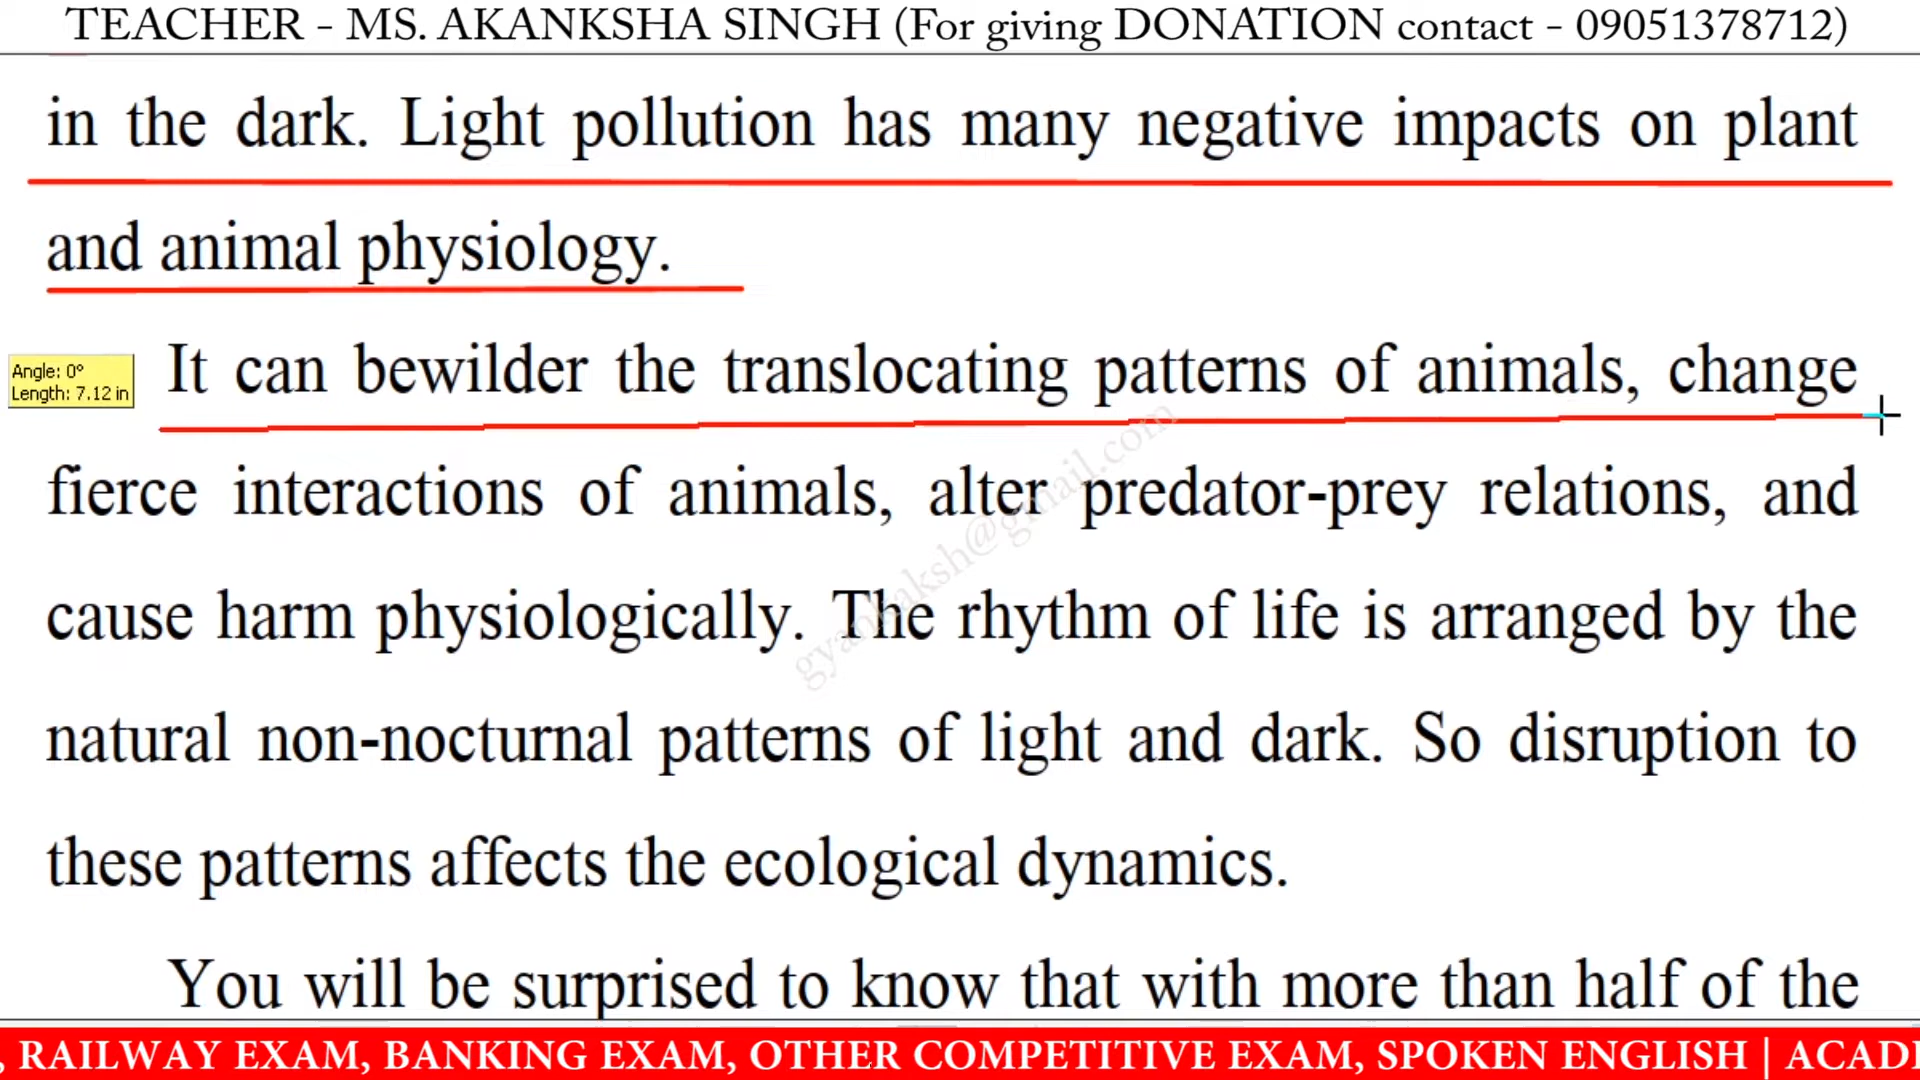 TEACHER - MS. AKANKSHA SINGH (For giving DONATION contact - 09051378712)
in the dark. Light pollution has many negative impacts on plant
and animal physiology.
Angle: 0°
Length: 7.12 in
It can bewilder the translocating patterns of animals, change
fierce interactions of animals, alter predator-prey relations, and
cause harm physiologically. The rhythm of life is arranged by the
natural non-nocturnal patterns of light and dark. So disruption to
these patterns affects the ecological dynamics.
You will be surprised to know that with more than half of the
gyankaksh@gmail.com
, RAILWAY EXAM, BANKING EXAM, OTHER COMPETITIVE EXAM, SPOKEN ENGLISH |